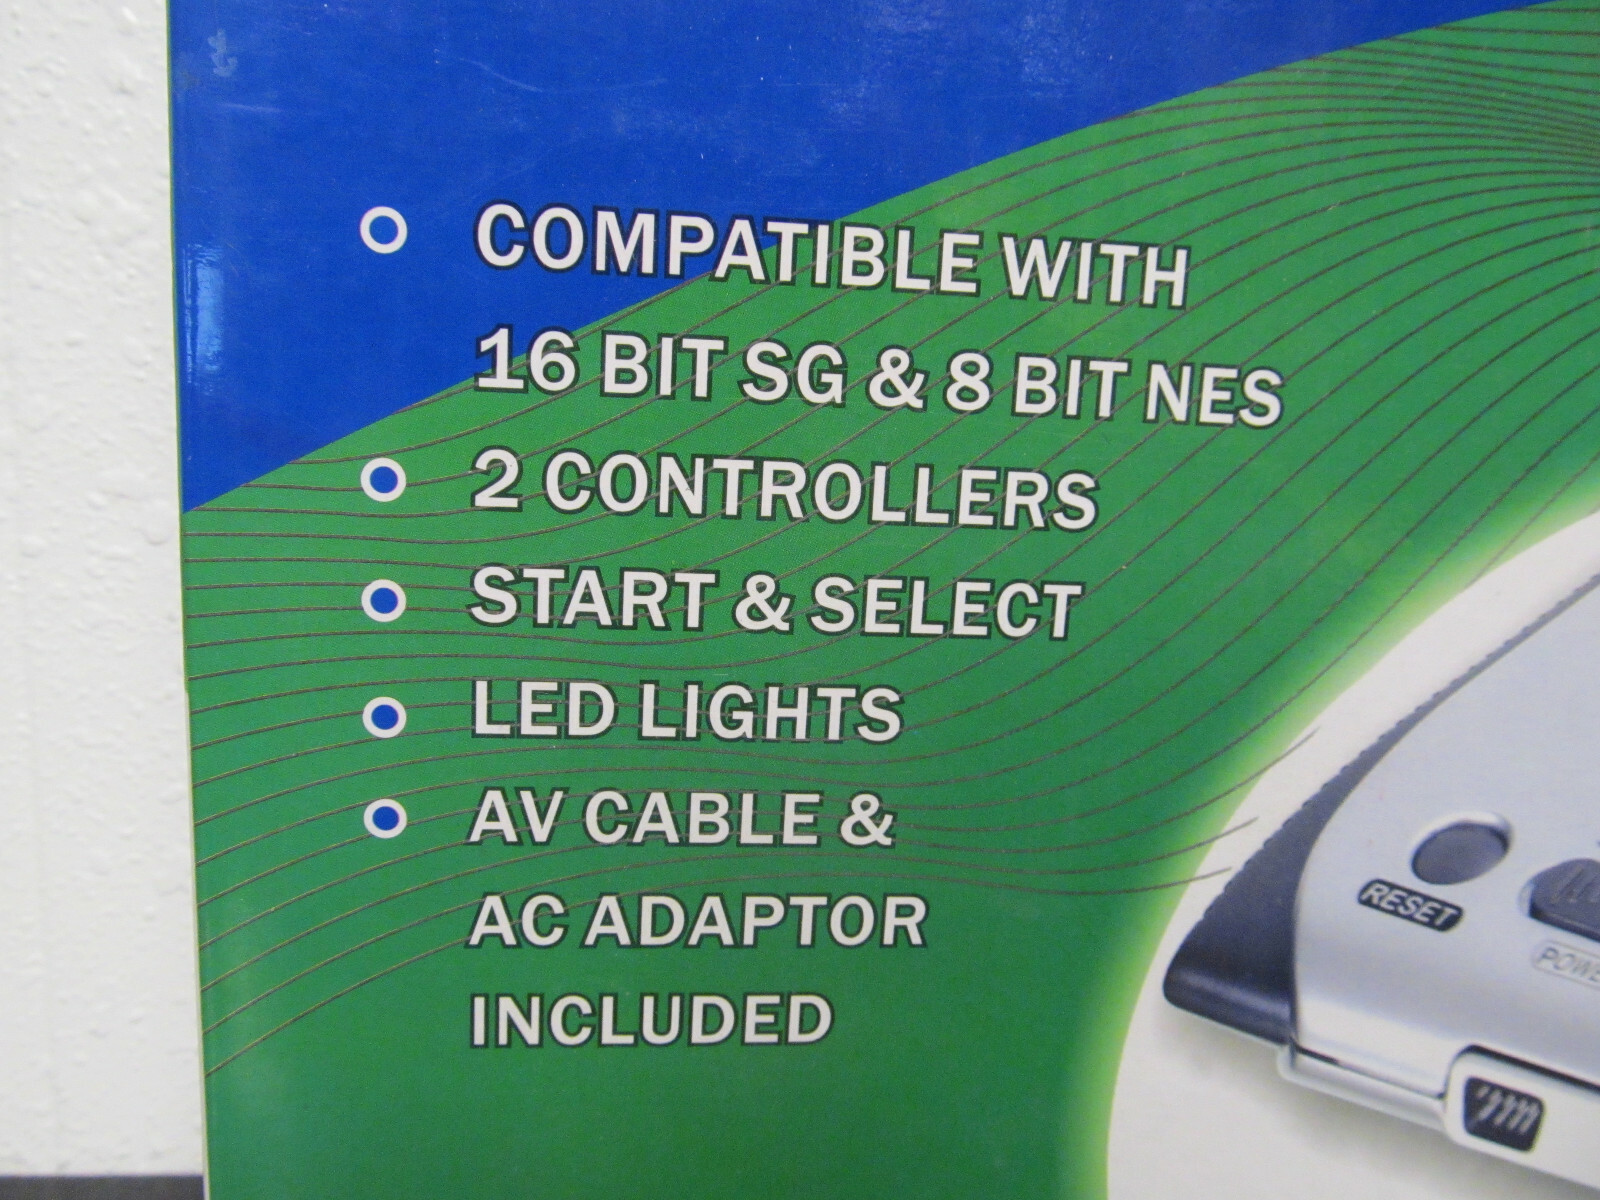 COMPATIBLE WITH
16 BIT SG & 8 BIT NES
2 CONTROLLERS
START & SELECT
LED LIGHTS
AV CABLE &
AC ADAPTOR
INCLUDED
RESET